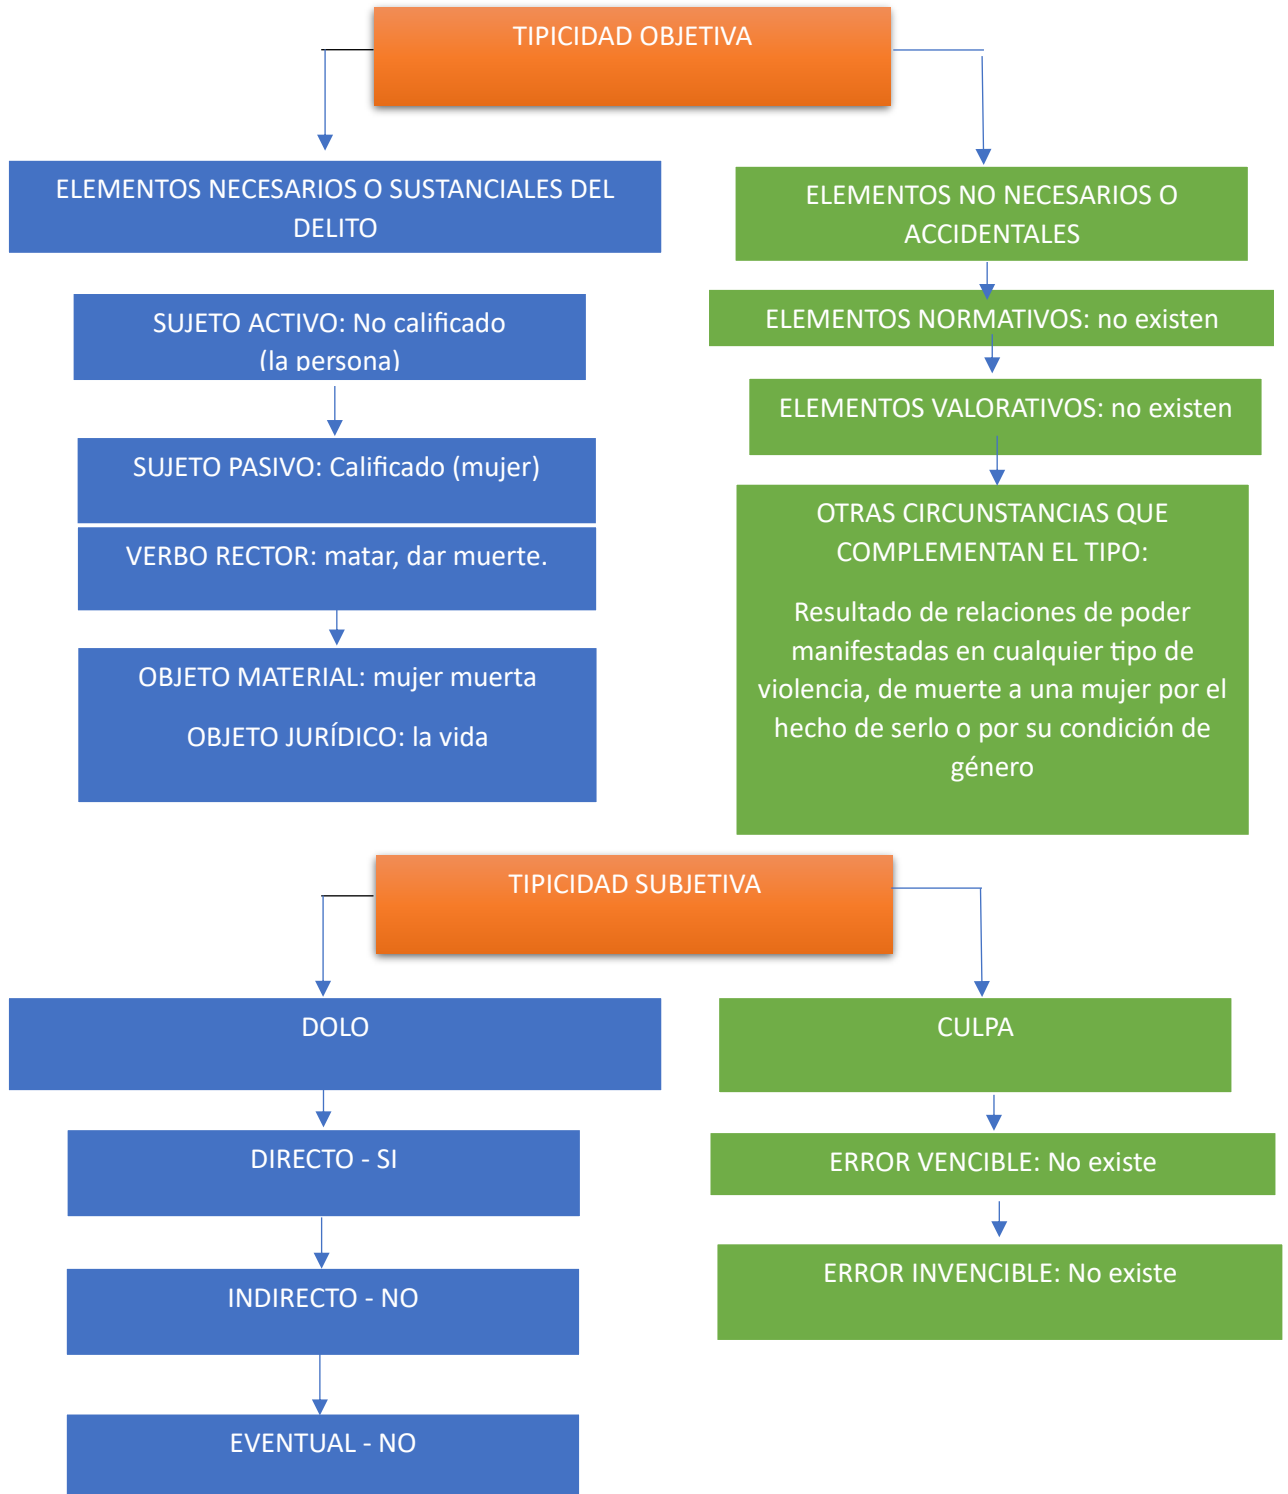 TIPICIDAD OBJETIVA
ELEMENTOS NECESARIOS O SUSTANCIALES DEL
DELITO
SUJETO ACTIVO: No calificado
(la persona)
SUJETO PASIVO: Calificado (mujer)
VERBO RECTOR: matar, dar muerte.
OBJETO MATERIAL: mujer muerta
OBJETO JURÍDICO: la vida
ELEMENTOS NO NECESARIOS O
ACCIDENTALES
ELEMENTOS NORMATIVOS: no existen
ELEMENTOS VALORATIVOS: no existen
OTRAS CIRCUNSTANCIAS QUE
COMPLEMENTAN EL TIPO:
Resultado de relaciones de poder
manifestadas en cualquier tipo de
violencia, de muerte a una mujer por el
hecho de serlo o por su condición de
género
TIPICIDAD SUBJETIVA
DOLO
DIRECTO - SI
INDIRECTO - NO
EVENTUAL - NO
CULPA
ERROR VENCIBLE: No existe
ERROR INVENCIBLE: No existe